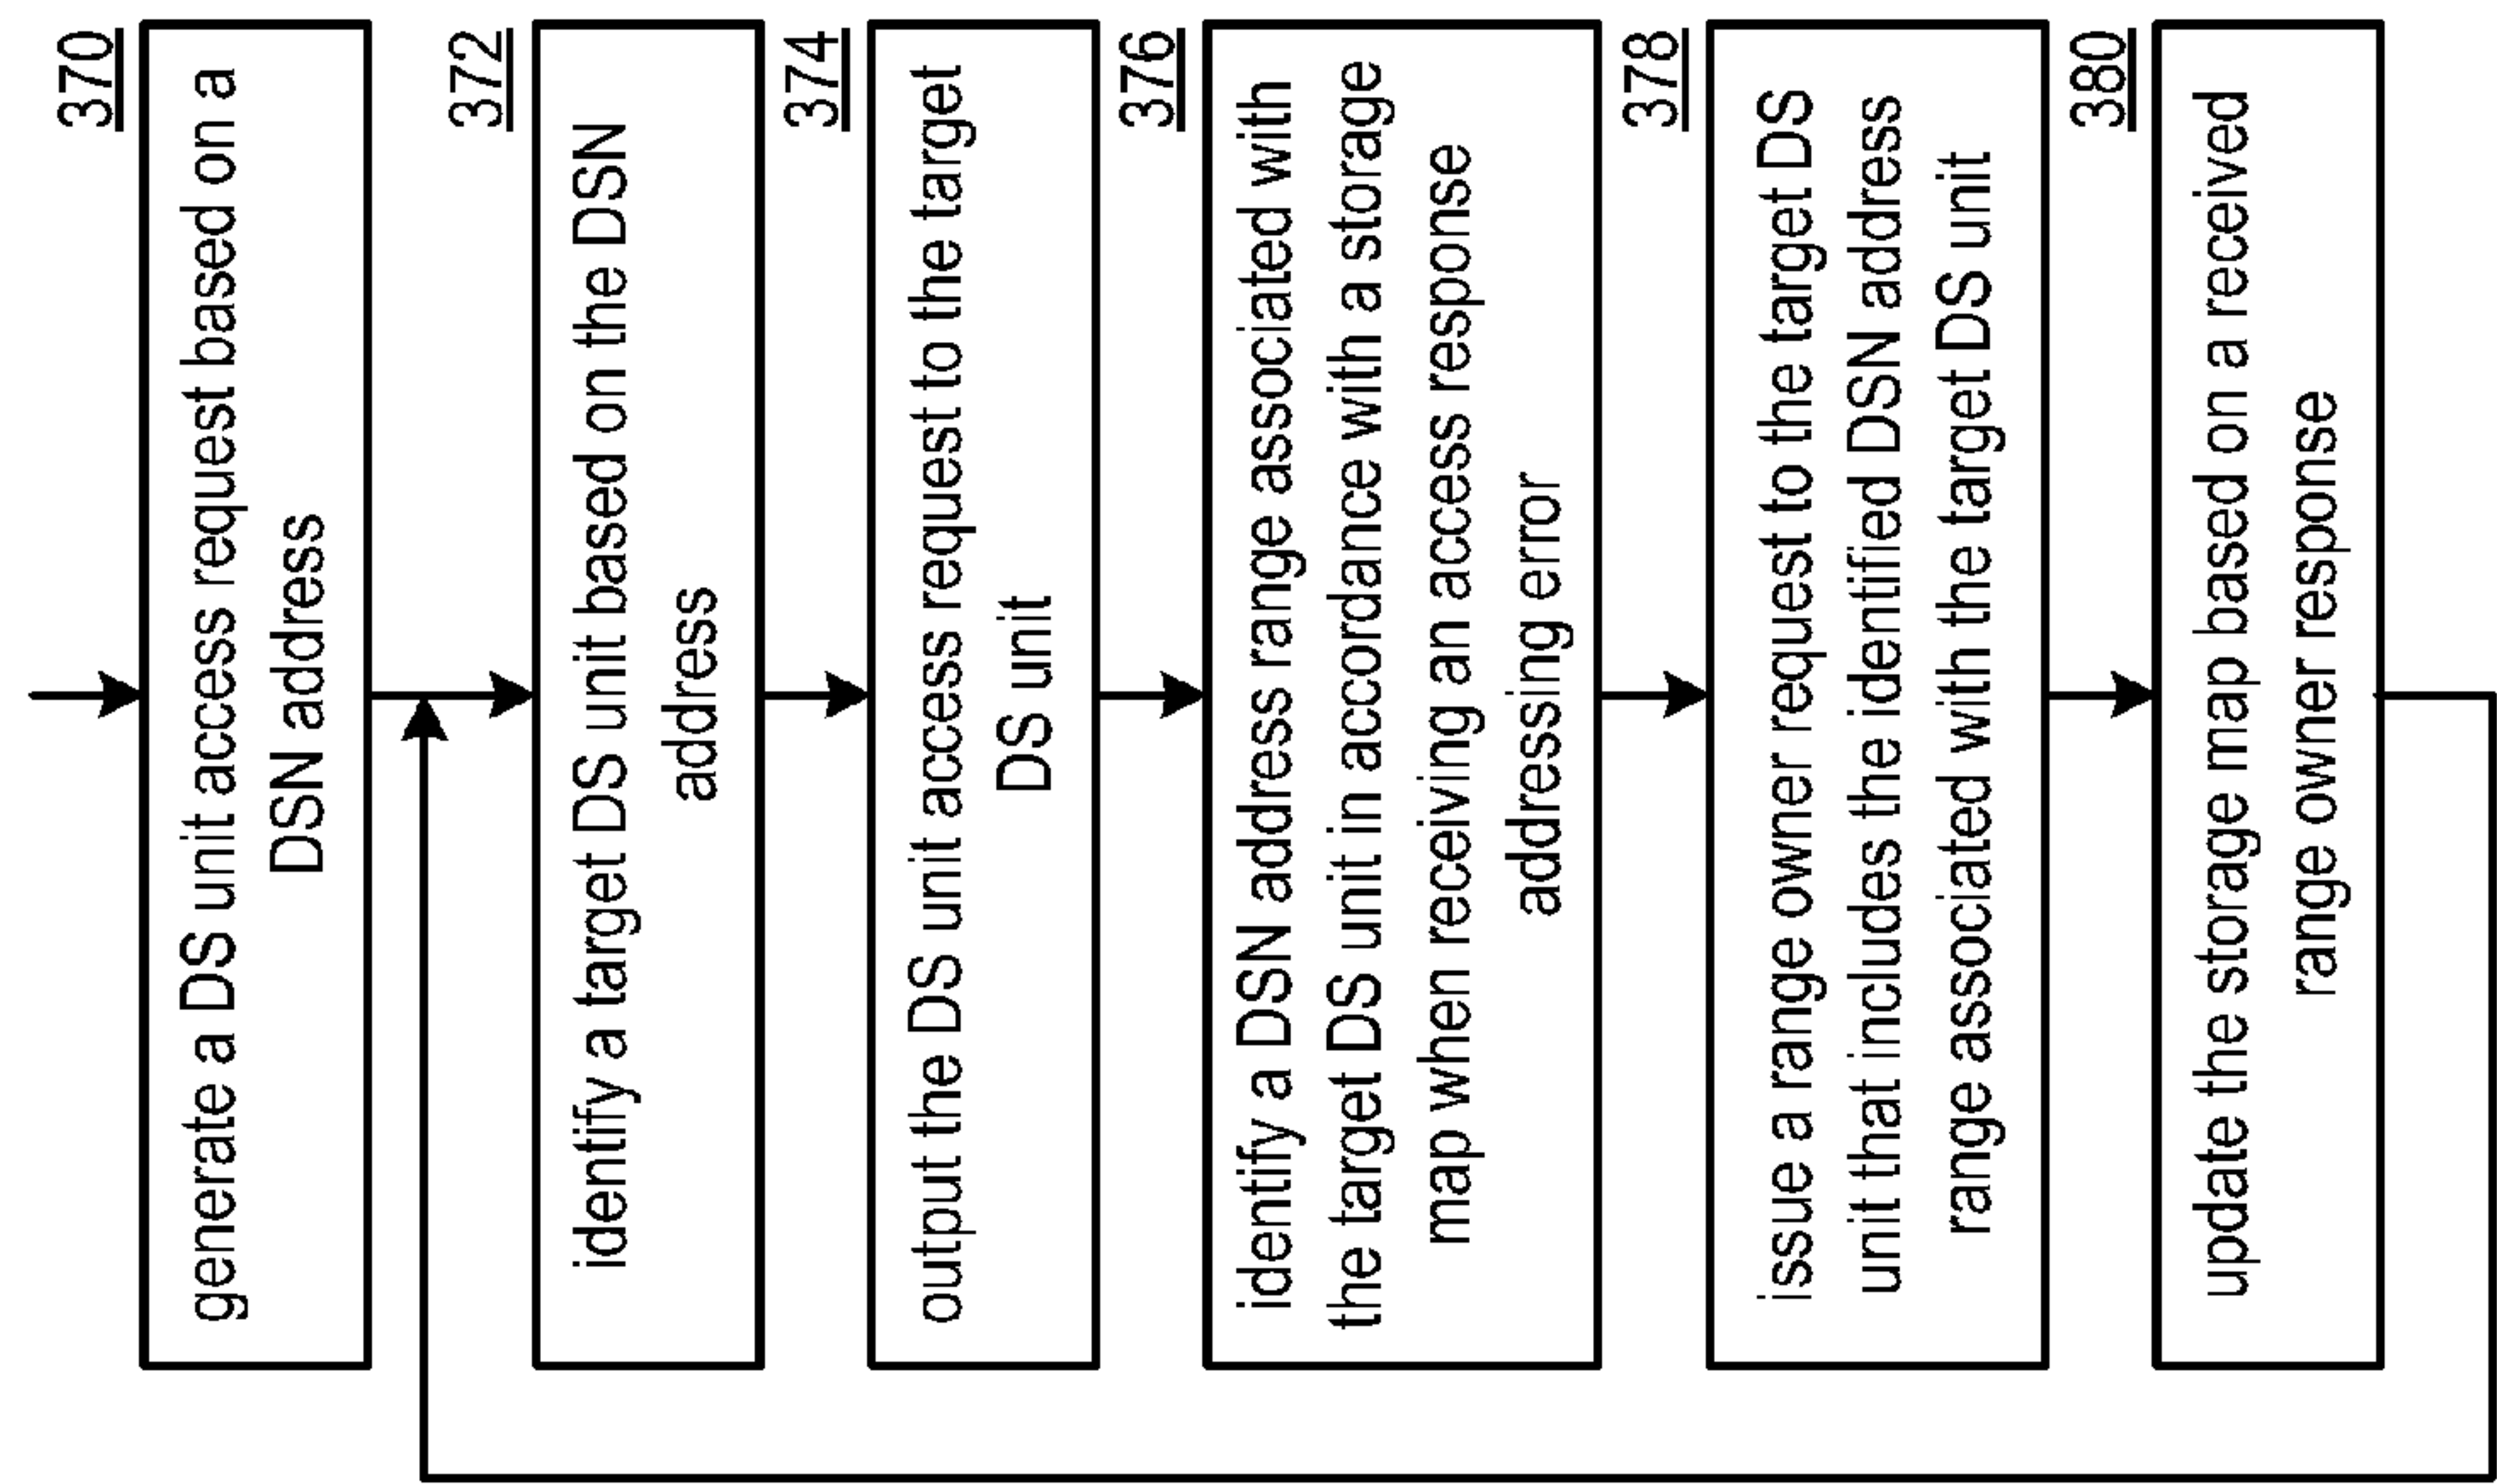 370
generate a DS unit access request based on a
DSN address
372
identify a target DS unit based on the DSN
address
374
output the DS unit access request to the target
DS unit
376
identify a DSN address range associated with
the target DS unit in accordance with a storage
map when receiving an access response
addressing error
378
issue a range owner request to the target DS
unit that includes the identified DSN address
range associated with the target DS unit
380
update the storage map based on a received
range owner response